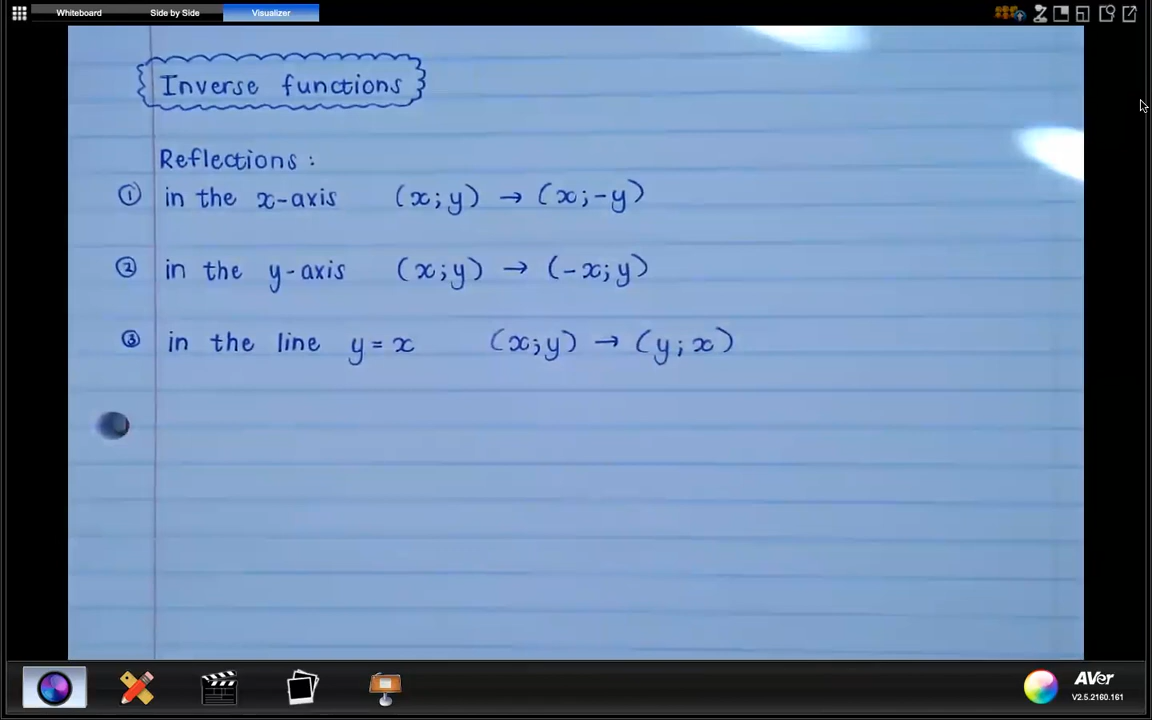 Whiteboard Side by Side Visualizer
Inverse functions
Reflections :
① in the x-axis (x;y) → (x;-y)
② in the y-axis (x;y) → (-x;y)
③ in the line y = x (x;y) → (y;x)
AVer
V2.5.2160.161